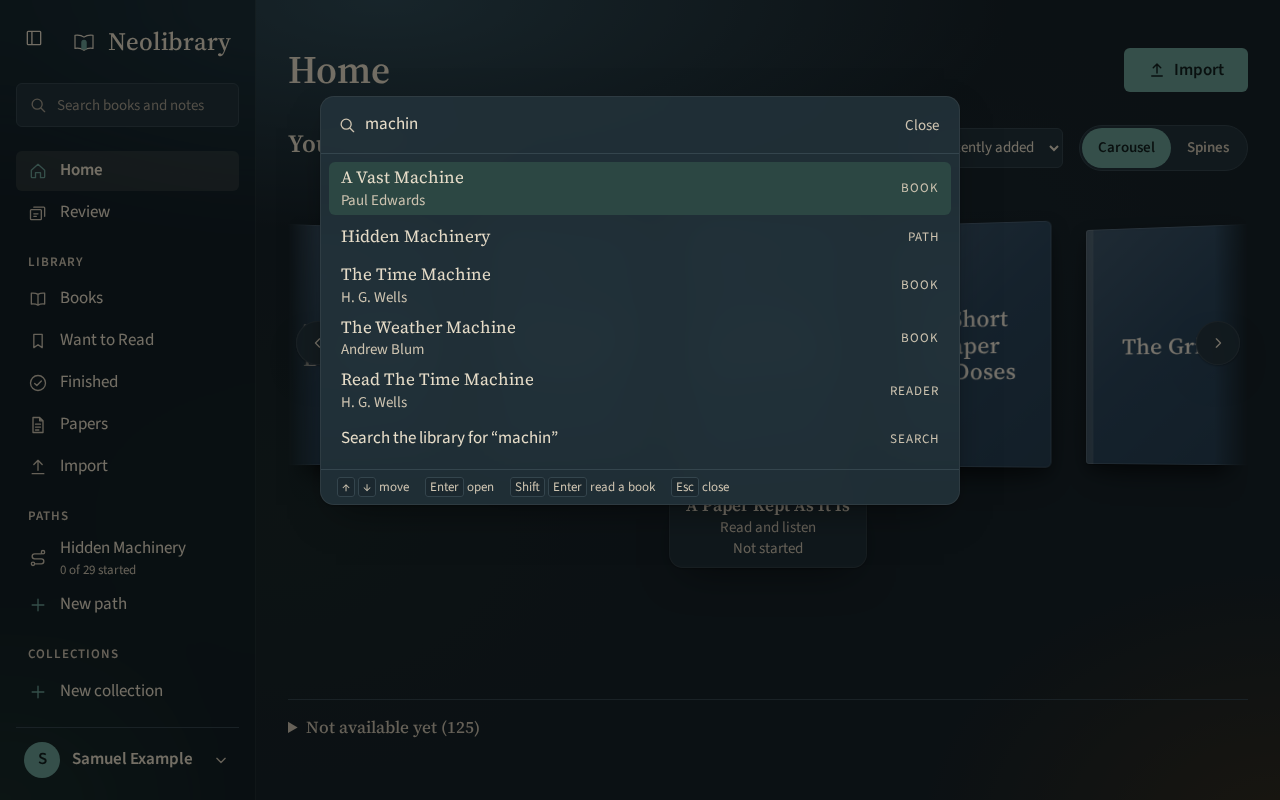 Neolibrary
Search books and notes
Home
Review
LIBRARY
Books
Want to Read
Finished
Papers
Import
PATHS
Hidden Machinery
0 of 29 started
New path
COLLECTIONS
New collection
S Samuel Example
Home
Import
Carousel Spines
machin
Close
A Vast Machine
Paul Edwards
BOOK
Hidden Machinery
PATH
The Time Machine
H. G. Wells
BOOK
The Weather Machine
Andrew Blum
BOOK
Read The Time Machine
H. G. Wells
READER
Search the library for “machin”
SEARCH
↑ ↓ move Enter open Shift Enter read a book Esc close
added
Short
Doses
The
A Paper Kept As It Is
Read and listen
Not started
Not available yet (125)